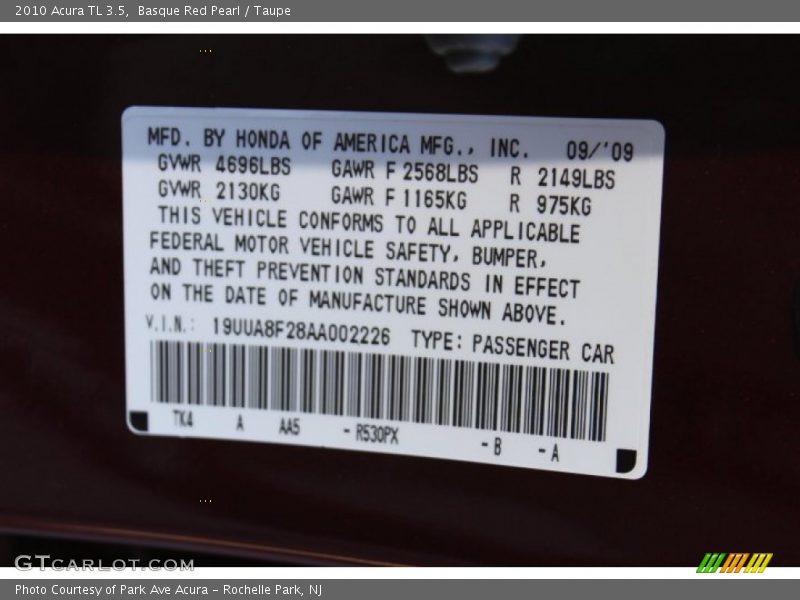 2010 Acura TL 3.5,  Basque Red Pearl / Taupe
MFD. BY HONDA OF AMERICA MFG., INC. 09/'09
GVWR 4696LBS GAWR F 2568LBS R 2149LBS
GVWR 2130KG GAWR F 1165KG R 975KG
THIS VEHICLE CONFORMS TO ALL APPLICABLE
FEDERAL MOTOR VEHICLE SAFETY, BUMPER,
AND THEFT PREVENTION STANDARDS IN EFFECT
ON THE DATE OF MANUFACTURE SHOWN ABOVE.
V.I.N.: 19UUA8F28AA002226 TYPE: PASSENGER CAR
TK4 A AA5 - R530PX - B - A
GTCARLOT.COM
Photo Courtesy of Park Ave Acura - Rochelle Park, NJ